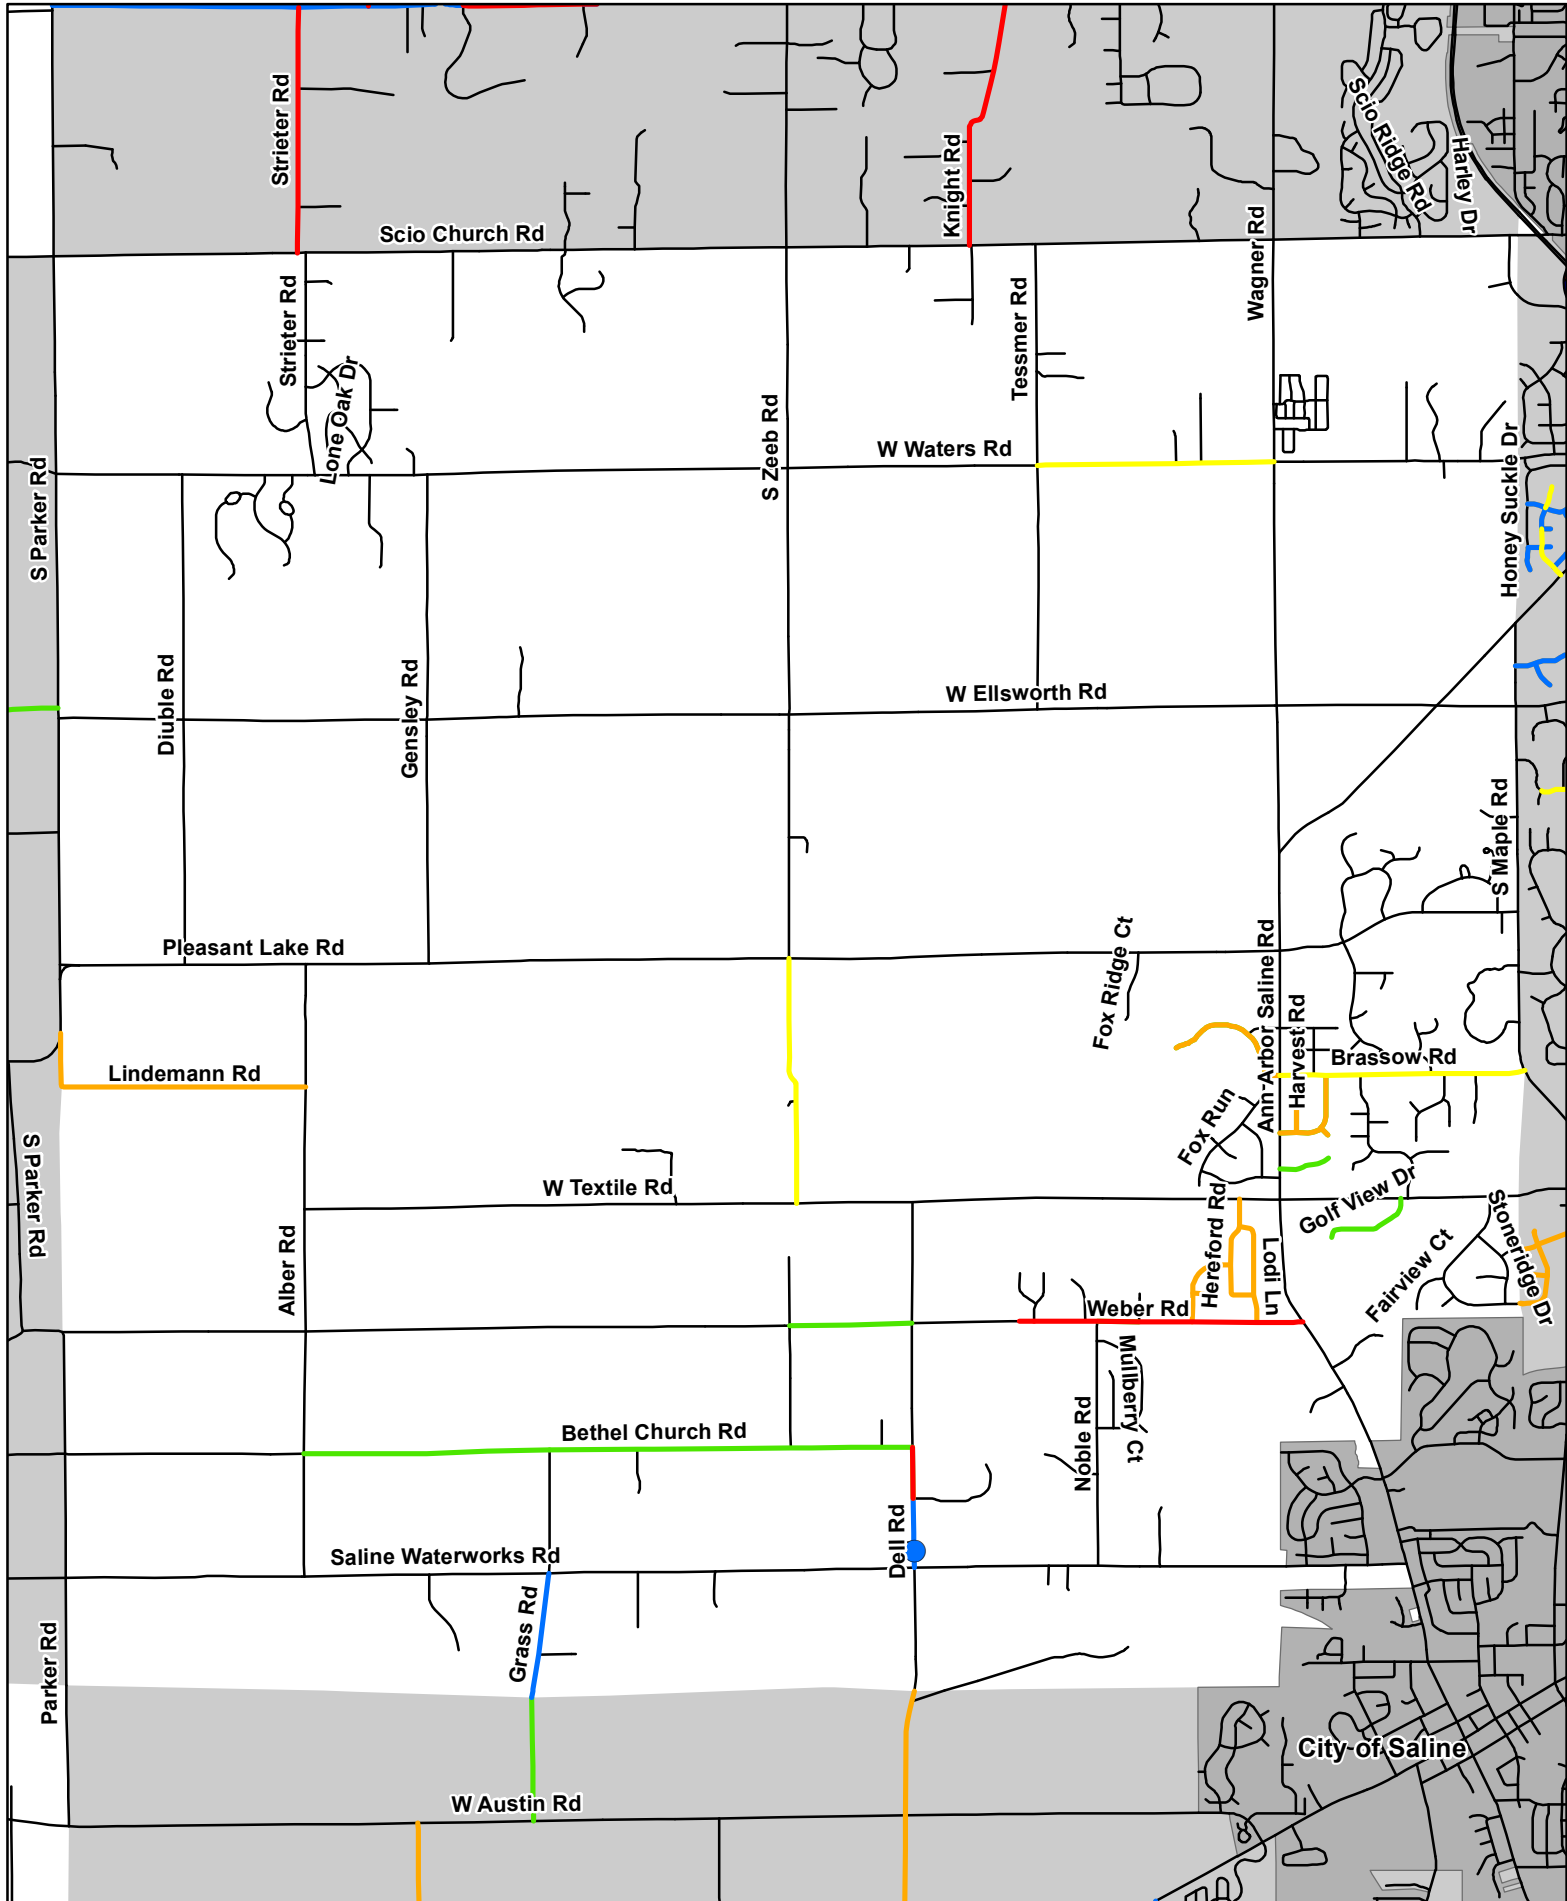 Strieter Rd
Knight Rd
Scio Ridge Rd
Harley Dr
Scio Church Rd
Wagner Rd
Strieter Rd
Tessmer Rd
Lone Oak Dr
S Zeeb Rd
W Waters Rd
S Parker Rd
Honey Suckle Dr
Diuble Rd
Gensley Rd
W Ellsworth Rd
S Maple Rd
Pleasant Lake Rd
Fox Ridge Ct
Ann-Arbor Saline Rd
Harvest Rd
Brassow Rd
Lindemann Rd
Fox Run
S Parker Rd
W Textile Rd
Golf View Dr
Hereford Rd
Lodi Ln
Stoneridge Dr
Alber Rd
Fairview Ct
Weber Rd
Mullberry Ct
Noble Rd
Bethel Church Rd
Dell Rd
Saline Waterworks Rd
Grass Rd
Parker Rd
City of Saline
W Austin Rd